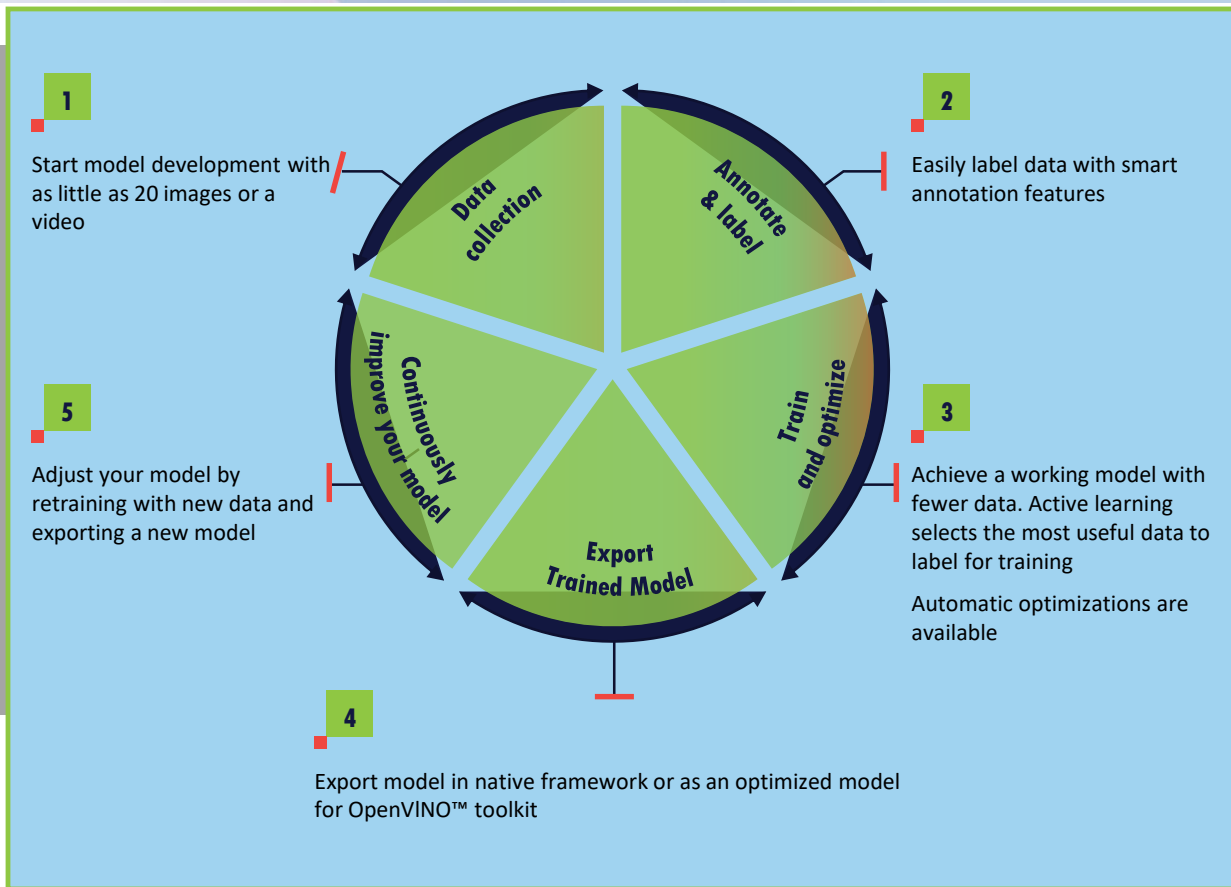 1
Start model development with
as little as 20 images or a
video
2
Easily label data with smart
annotation features
Data
collection
Annotate
& label
Train
and optimize
Export
Trained Model
Continuously
improve your model
3
Achieve a working model with
fewer data. Active learning
selects the most useful data to
label for training
Automatic optimizations are
available
4
Export model in native framework or as an optimized model
for OpenVINO™ toolkit
5
Adjust your model by
retraining with new data and
exporting a new model